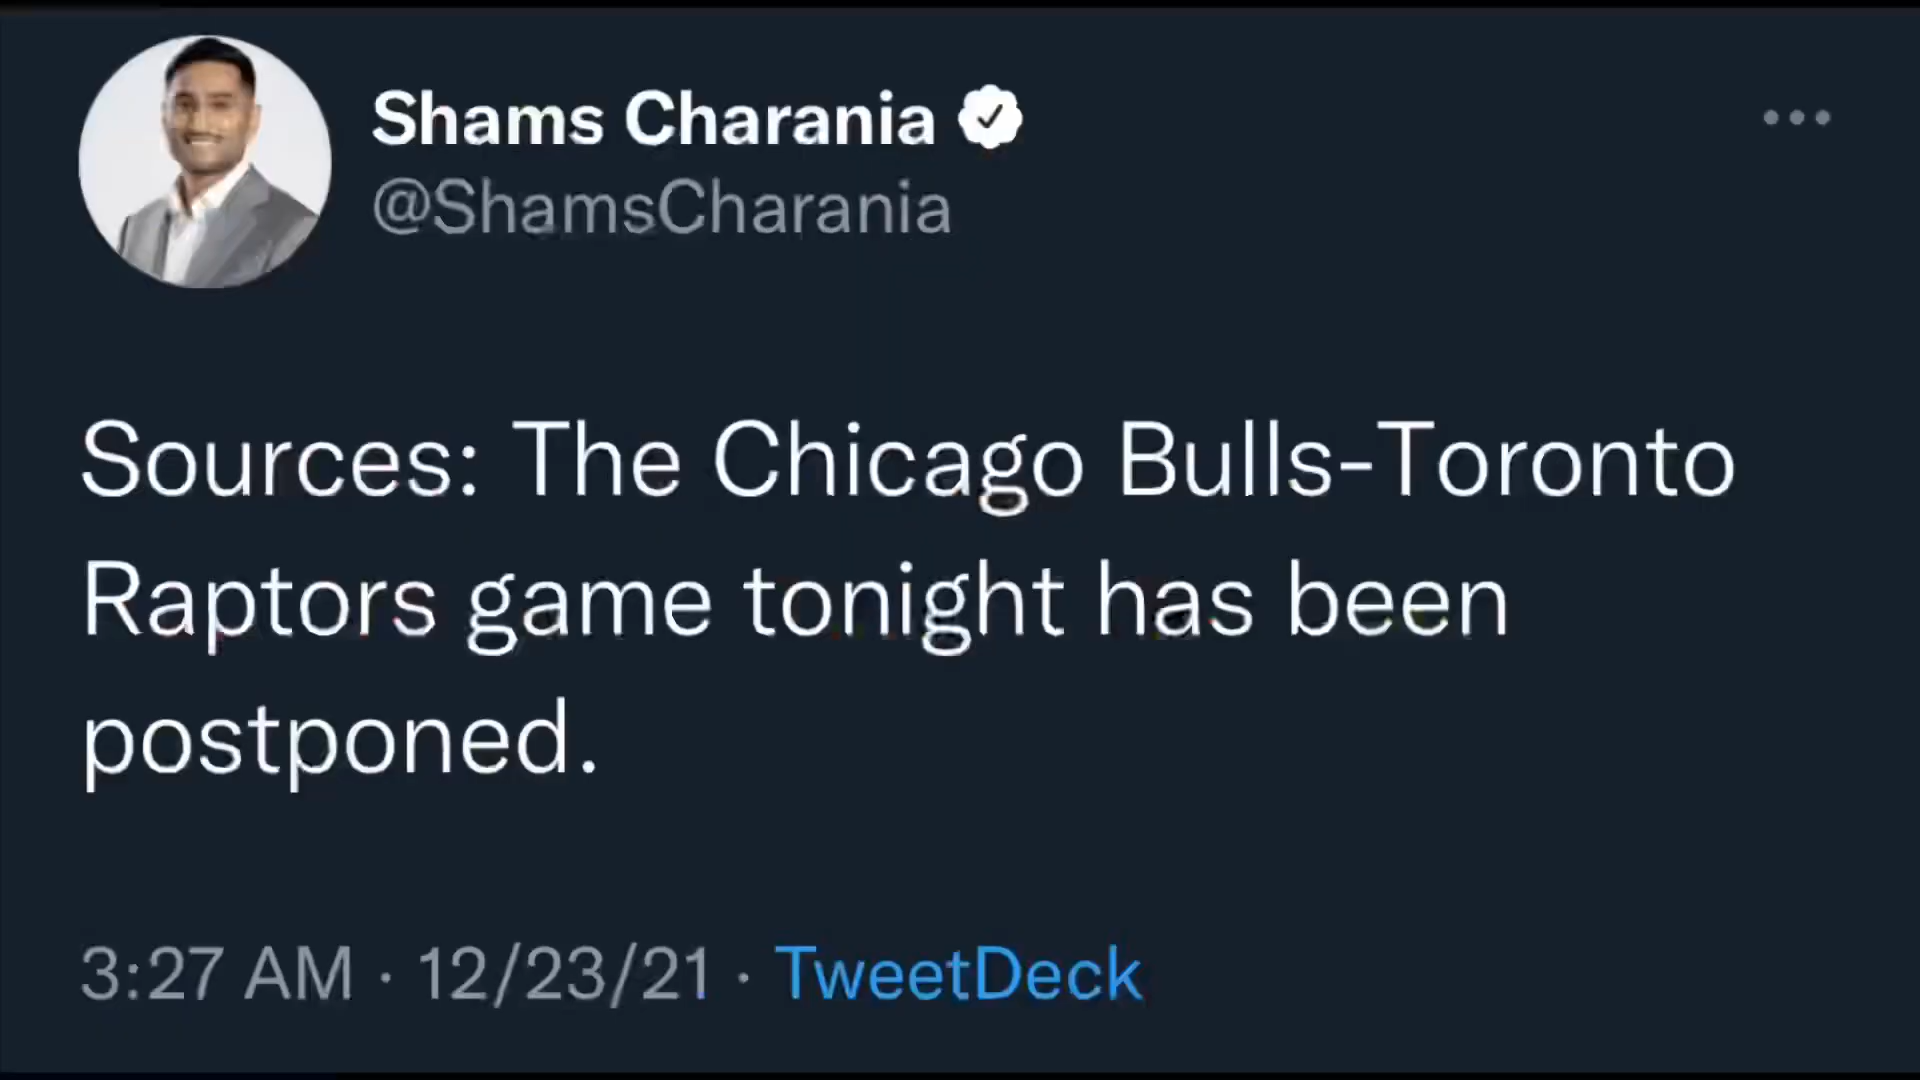 Shams Charania
@ShamsCharania
Sources: The Chicago Bulls-Toronto
Raptors game tonight has been
postponed.
3:27 AM · 12/23/21 · TweetDeck